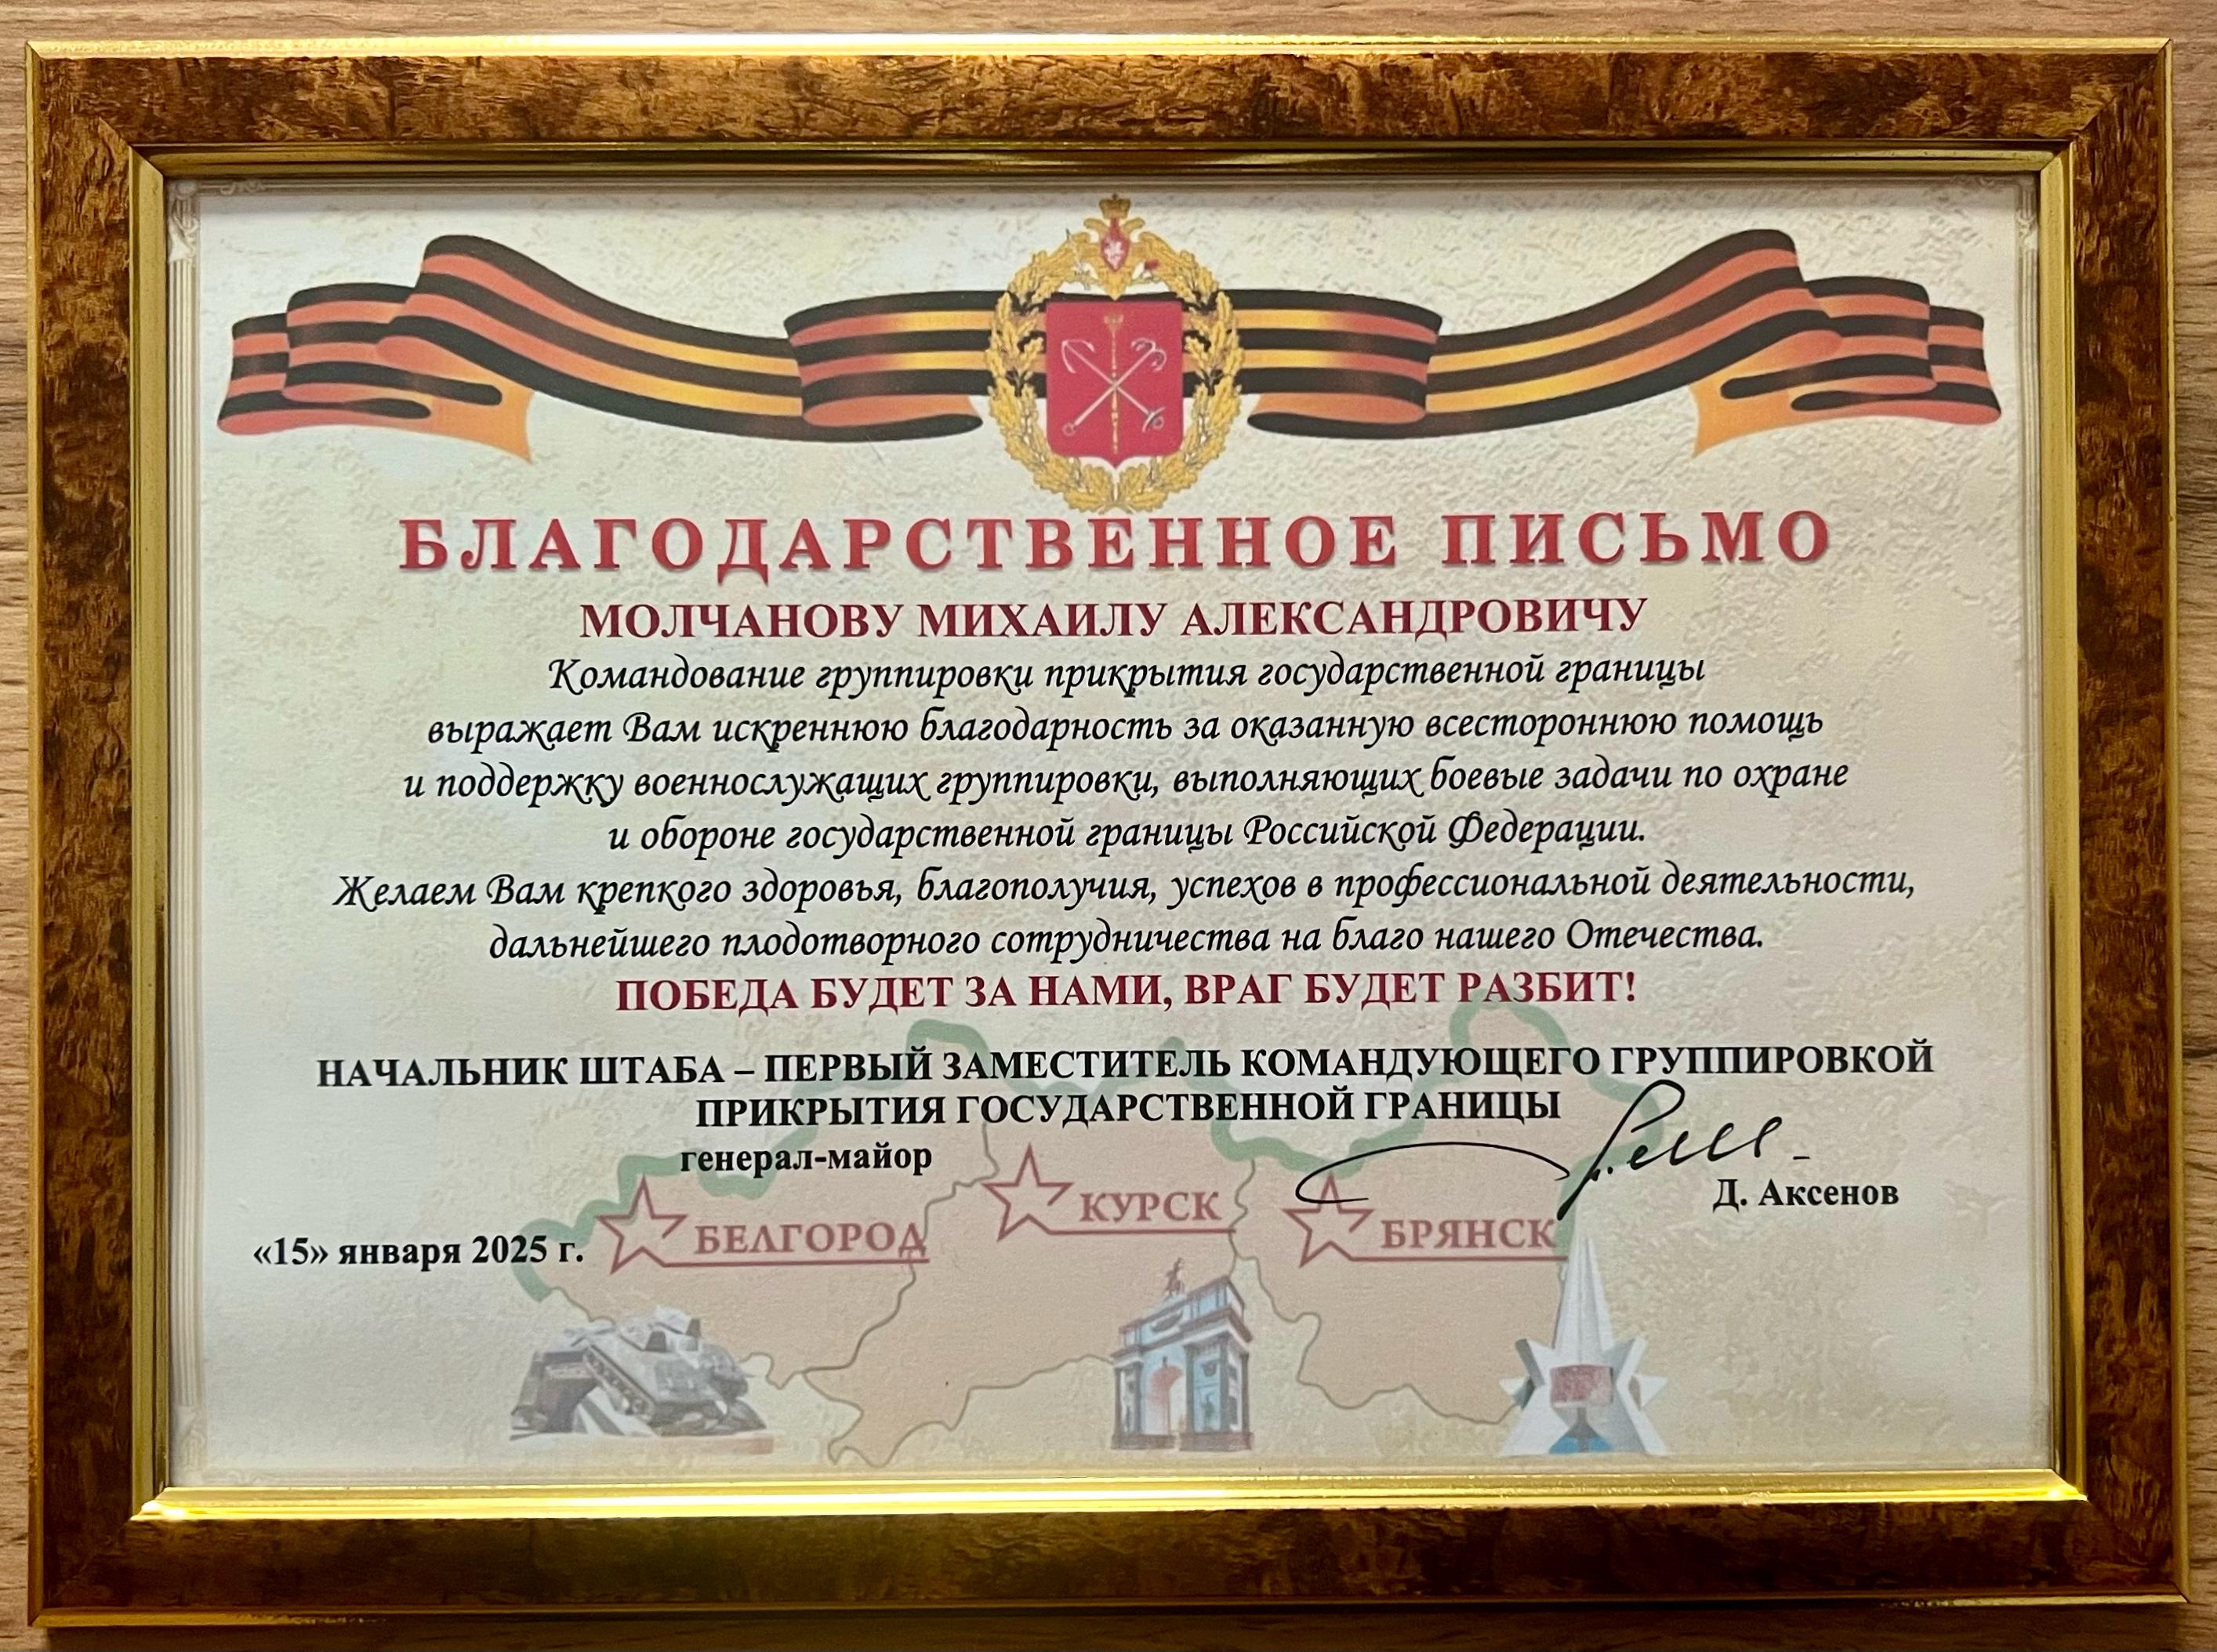 БЛАГОДАРСТВЕННОЕ ПИСЬМО
МОЛЧАНОВУ МИХАИЛУ АЛЕКСАНДРОВИЧУ
Командование группировки прикрытия государственной границы
выражает Вам искреннюю благодарность за оказанную всестороннюю помощь
и поддержку военнослужащих группировки, выполняющих боевые задачи по охране
и обороне государственной границы Российской Федерации.
Желаем Вам крепкого здоровья, благополучия, успехов в профессиональной деятельности,
дальнейшего плодотворного сотрудничества на благо нашего Отечества.
ПОБЕДА БУДЕТ ЗА НАМИ, ВРАГ БУДЕТ РАЗБИТ!
НАЧАЛЬНИК ШТАБА – ПЕРВЫЙ ЗАМЕСТИТЕЛЬ КОМАНДУЮЩЕГО ГРУППИРОВКОЙ
ПРИКРЫТИЯ ГОСУДАРСТВЕННОЙ ГРАНИЦЫ
генерал-майор
Д. Аксенов
«15» января 2025 г.
БЕЛГОРОД
КУРСК
БРЯНСК